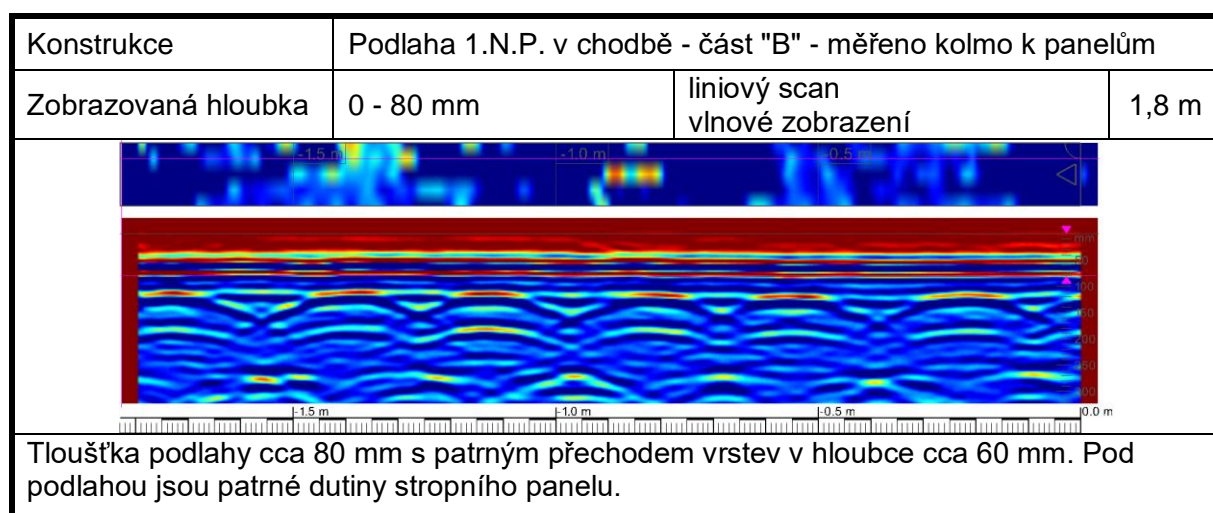 Konstrukce
Podlaha 1.N.P. v chodbě - část "B" - měřeno kolmo k panelům
Zobrazovaná hloubka
0 - 80 mm
liniový scan
vlnové zobrazení
1,8 m
-1.5 m
-1.0 m
-0.5 m
mm
50
100
150
200
-1.5 m
-1.0 m
-0.5 m
0.0 m
Tloušťka podlahy cca 80 mm s patrným přechodem vrstev v hloubce cca 60 mm. Pod
podlahou jsou patrné dutiny stropního panelu.